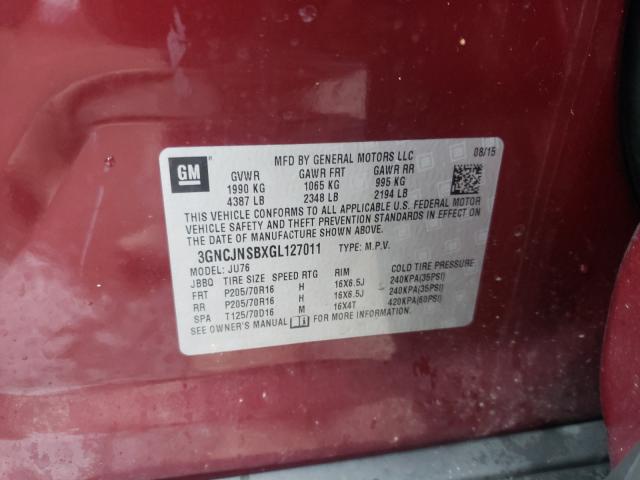 GM
MFD BY GENERAL MOTORS LLC 08/15
GVWR GAWR FRT GAWR RR
1990 KG 1065 KG 995 KG
4387 LB 2348 LB 2194 LB
THIS VEHICLE CONFORMS TO ALL APPLICABLE U.S. FEDERAL MOTOR
VEHICLE SAFETY AND THEFT PREVENTION STANDARDS IN EFFECT ON
THE DATE OF MANUFACTURE SHOWN ABOVE.
3GNCJNSBXGL127011 TYPE: M.P.V.
MODEL: JU76
JBBQ TIRE SIZE SPEED RTG RIM COLD TIRE PRESSURE
FRT P205/70R16 H 16X6.5J 240KPA(35PSI)
RR P205/70R16 H 16X6.5J 240KPA(35PSI)
SPA T125/70D16 M 16X4T 420KPA(60PSI)
SEE OWNER'S MANUAL FOR MORE INFORMATION.